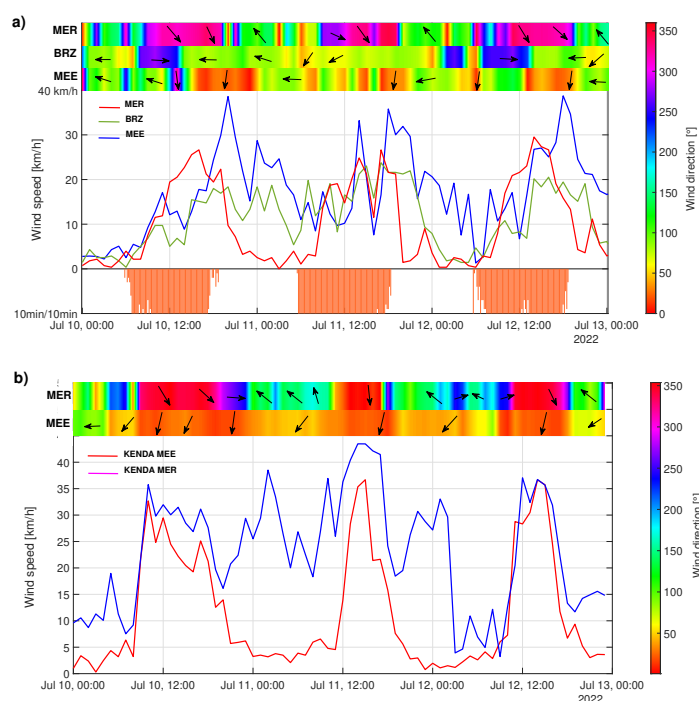 a)
MER
BRZ
MEE
40 km/h
MER
BRZ
MEE
30
20
10
0
Wind speed [km/h]
10min/10min
Jul 10, 00:00
Jul 10, 12:00
Jul 11, 00:00
Jul 11, 12:00
Jul 12, 00:00
Jul 12, 12:00
Jul 13, 00:00
2022
350
300
250
200
150
100
50
0
Wind direction [°]
b)
MER
MEE
KENDA MEE
KENDA MER
40
35
30
25
20
15
10
5
0
Wind speed [km/h]
Jul 10, 00:00
Jul 10, 12:00
Jul 11, 00:00
Jul 11, 12:00
Jul 12, 00:00
Jul 12, 12:00
Jul 13, 00:00
2022
350
300
250
200
150
100
50
Wind direction [°]